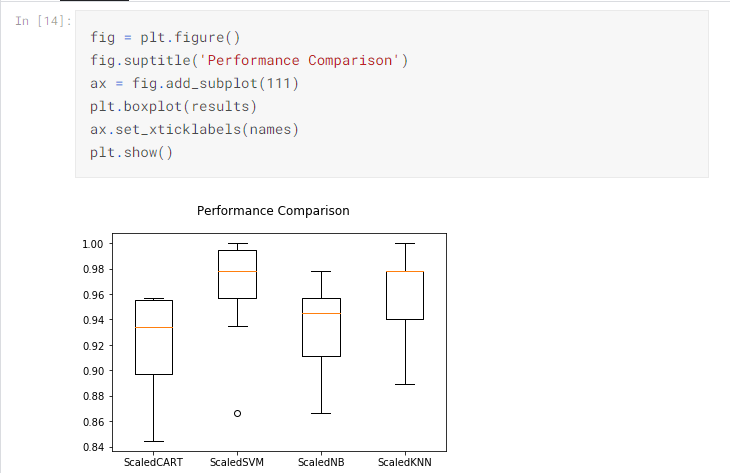 In [14]:
fig = plt.figure()
fig.suptitle('Performance Comparison')
ax = fig.add_subplot(111)
plt.boxplot(results)
ax.set_xticklabels(names)
plt.show()
Performance Comparison
1.00
0.98
0.96
0.94
0.92
0.90
0.88
0.86
0.84
ScaledCART ScaledSVM ScaledNB ScaledKNN